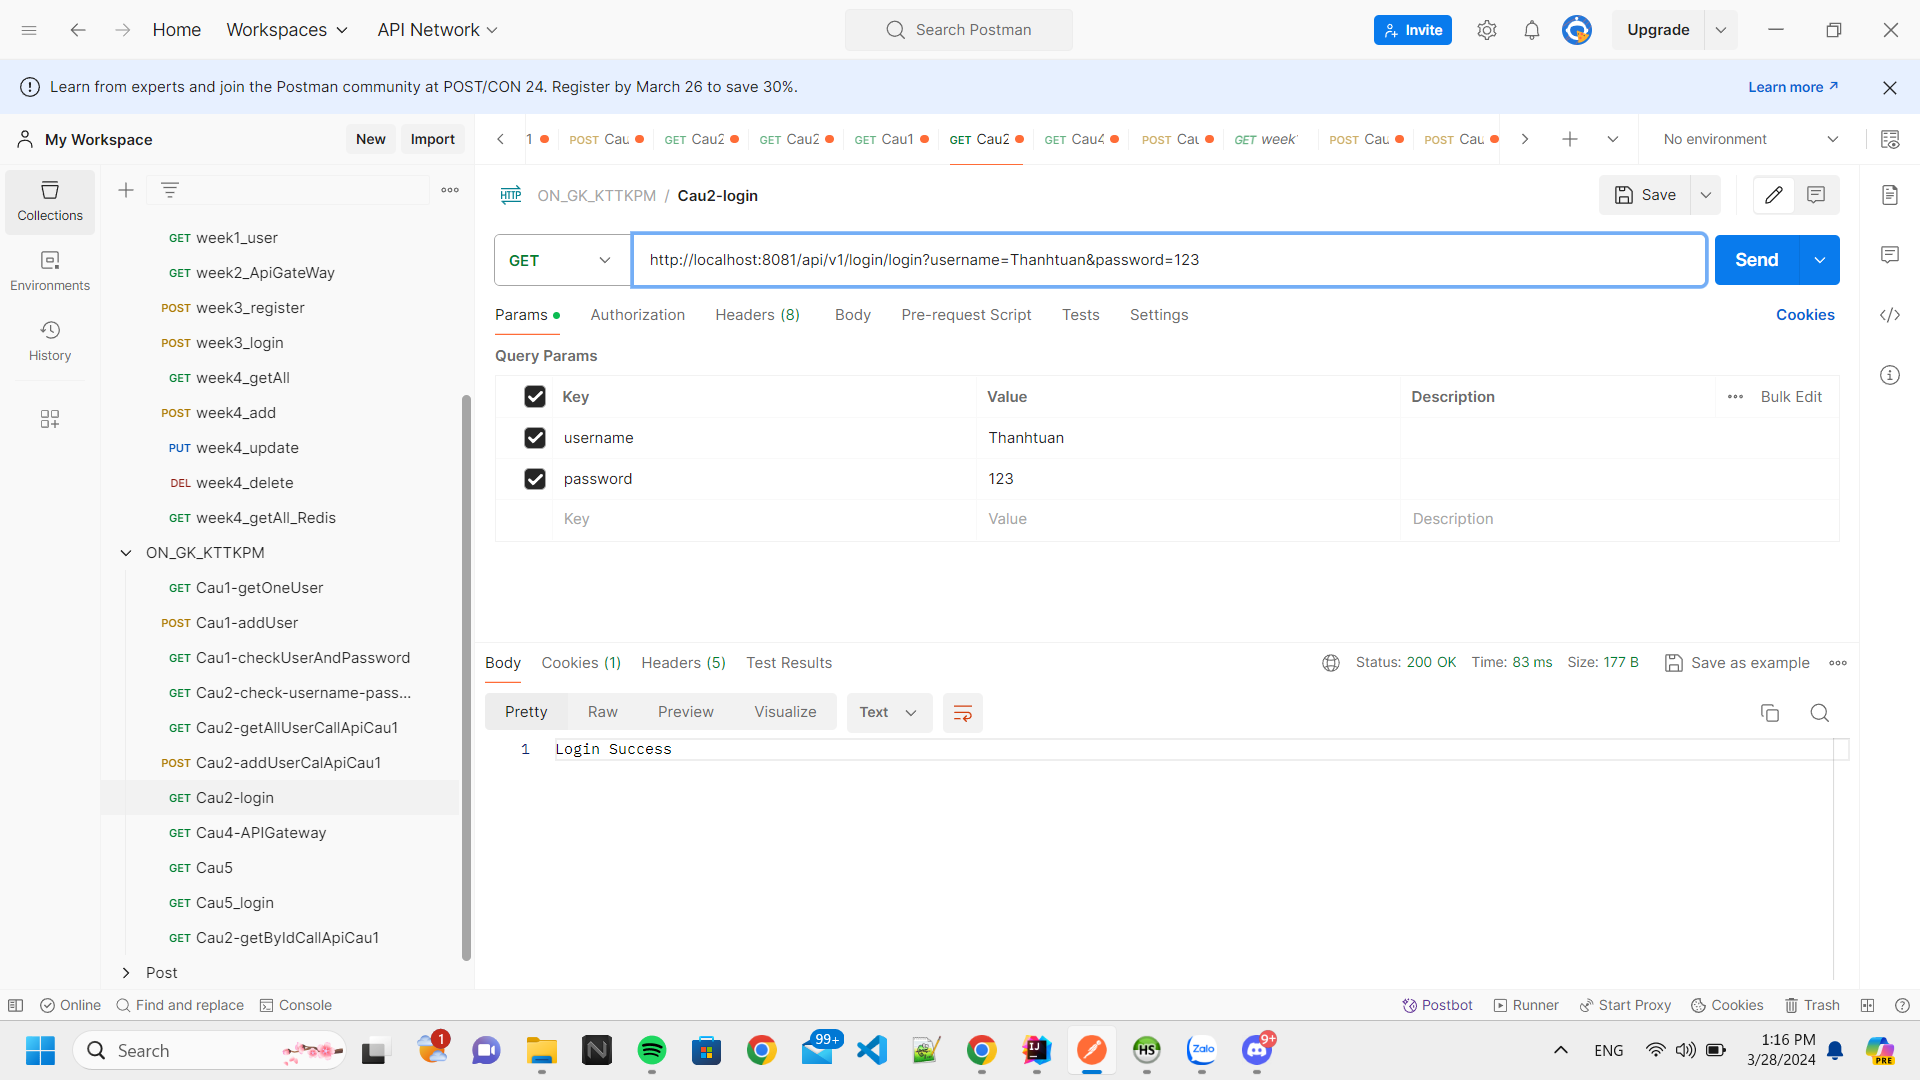 Home Workspaces API Network Search Postman Invite Upgrade
Learn from experts and join the Postman community at POST/CON 24. Register by March 26 to save 30%. Learn more
My Workspace New Import 1 POST Cau GET Cau2 GET Cau2 GET Cau1 GET Cau2 GET Cau4 POST Cau GET week POST Cau POST Cau No environment
Collections
Environments
History
GET week1_user
GET week2_ApiGateWay
POST week3_register
POST week3_login
GET week4_getAll
POST week4_add
PUT week4_update
DEL week4_delete
GET week4_getAll_Redis
ON_GK_KTTKPM
GET Cau1-getOneUser
POST Cau1-addUser
GET Cau1-checkUserAndPassword
GET Cau2-check-username-pass...
GET Cau2-getAllUserCallApiCau1
POST Cau2-addUserCalApiCau1
GET Cau2-login
GET Cau4-APIGateway
GET Cau5
GET Cau5_login
GET Cau2-getByIdCallApiCau1
Post
HTTP ON_GK_KTTKPM / Cau2-login Save
GET http://localhost:8081/api/v1/login/login?username=Thanhtuan&password=123 Send
Params Authorization Headers (8) Body Pre-request Script Tests Settings Cookies
Query Params
Key Value Description Bulk Edit
username Thanhtuan
password 123
Key Value Description
Body Cookies (1) Headers (5) Test Results Status: 200 OK Time: 83 ms Size: 177 B Save as example
Pretty Raw Preview Visualize Text
1 Login Success
Online Find and replace Console Postbot Runner Start Proxy Cookies Trash
Search 1 99+ IJ HS Zalo 9+ ENG 1:16 PM
3/28/2024 PRE